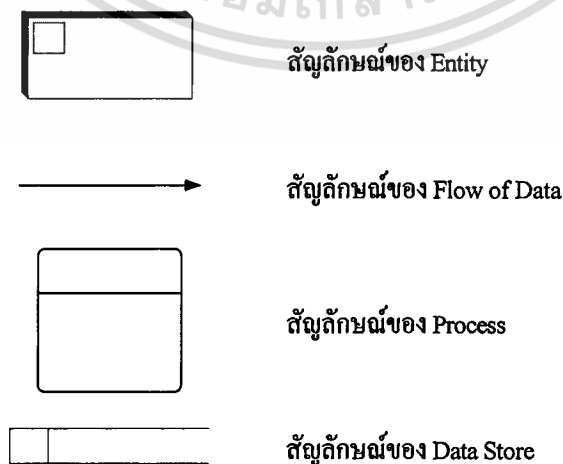 สัญลักษณ์ของ Entity
สัญลักษณ์ของ Flow of Data
สัญลักษณ์ของ Process
สัญลักษณ์ของ Data Store